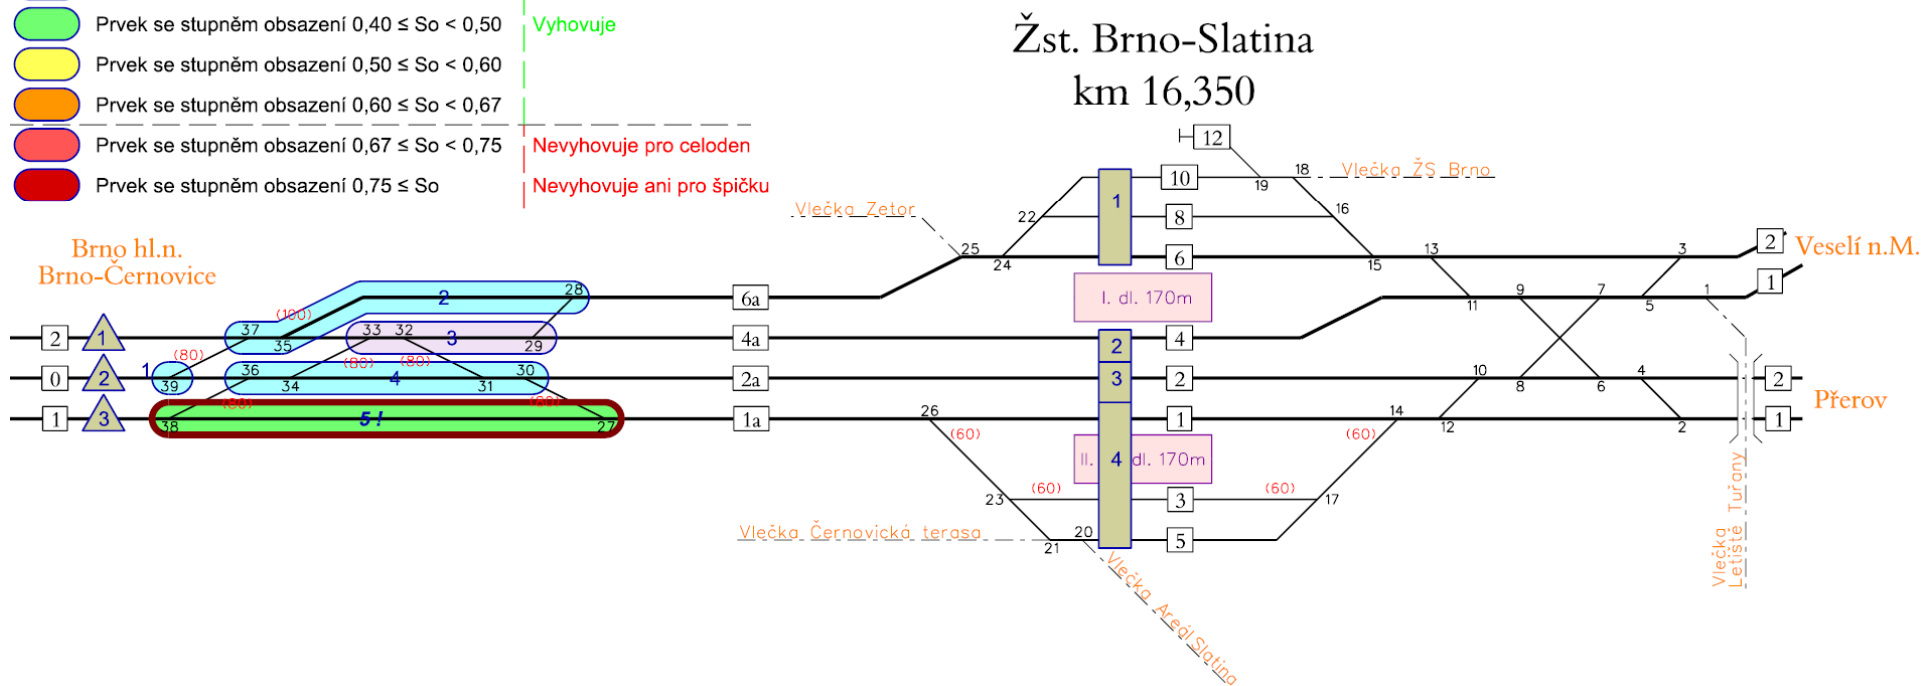 Prvek se stupněm obsazení 0,40 ≤ So < 0,50
Vyhovuje
Prvek se stupněm obsazení 0,50 ≤ So < 0,60
Prvek se stupněm obsazení 0,60 ≤ So < 0,67
Prvek se stupněm obsazení 0,67 ≤ So < 0,75
Nevyhovuje pro celoden
Prvek se stupněm obsazení 0,75 ≤ So
Nevyhovuje ani pro špičku
Žst. Brno-Slatina
km 16,350
12
10
19
18
Vlečka ŽS Brno
1
22
8
16
Vlečka Zetor
25
24
6
15
13
3
2
Veselí n.M.
1
Brno hl.n.
Brno-Černovice
2
28
6a
I. dl. 170m
11
9
7
5
1
(100)
2
1
37
35
33
32
3
29
4a
2
4
(80)
(80)
(80)
0
2
1
39
36
34
4
31
30
2a
3
2
10
8
6
4
2
Přerov
(80)
(80)
1
3
38
5!
27
1a
26
1
14
12
2
1
(60)
(60)
II. dl. 170m
4
23
(60)
3
(60)
17
Vlečka Černovická terasa
21
20
5
Vlečka Areál Slatina
Vlečka
Letiště Tuřany